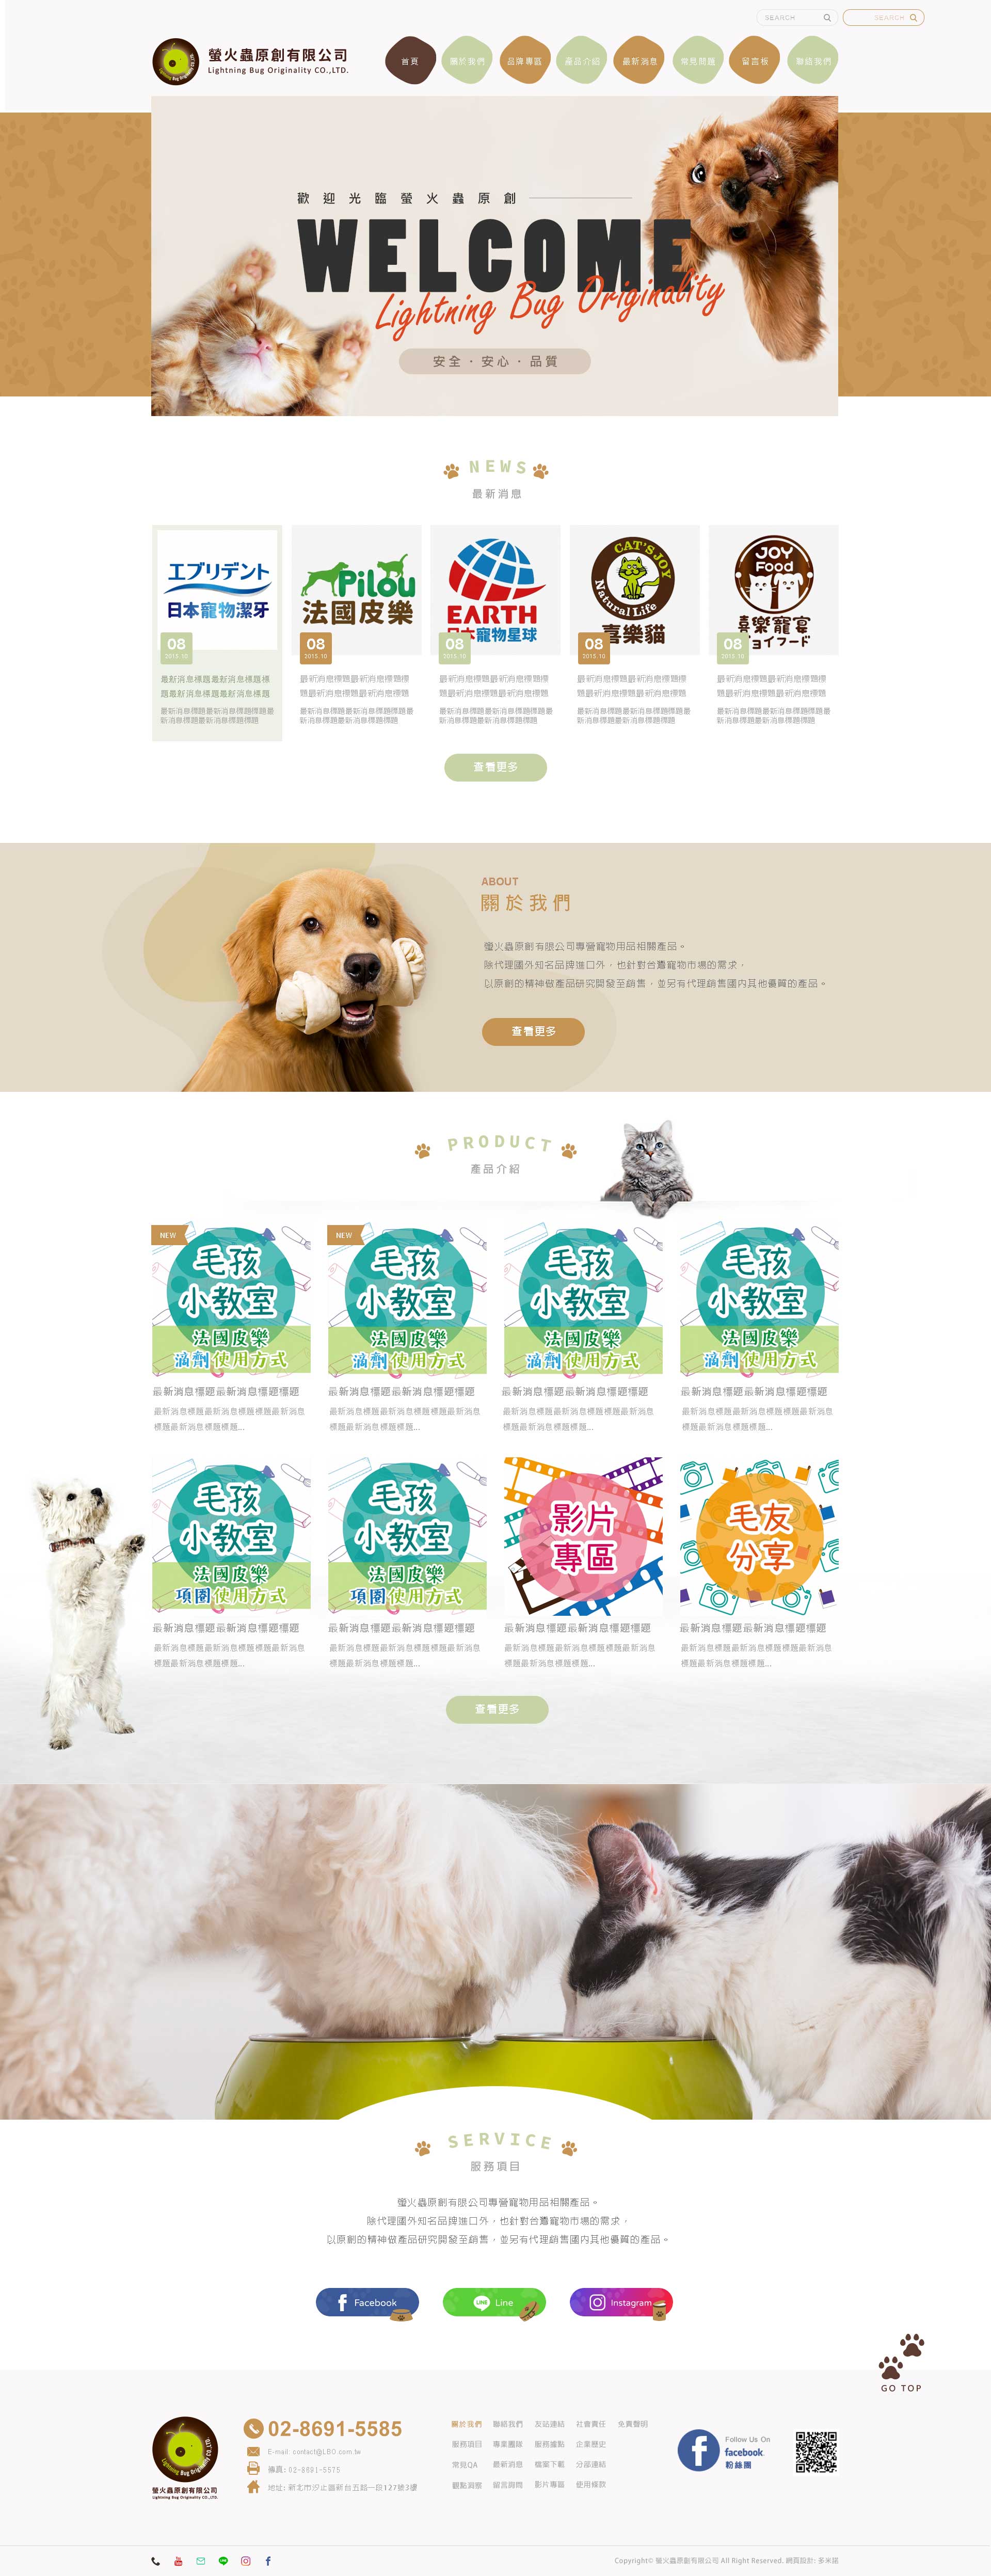 SEARCH
SEARCH
螢火蟲原創有限公司
Lightning Bug Originality CO.,LTD.
首頁
關於我們
品牌專區
產品介紹
最新消息
常見問題
留言板
聯絡我們
歡迎光臨螢火蟲原創
WELCOME
Lightning Bug Originality
安全・安心・品質
NEWS
最新消息
エブリデント
日本寵物潔牙
08
2015.10
最新消息標題最新消息標題標
題最新消息標題最新消息標題
最新消息標題最新消息標題標題最
新消息標題最新消息標題標題
Pilou
法國皮樂
08
2015.10
最新消息標題最新消息標題標
題最新消息標題最新消息標題
最新消息標題最新消息標題標題最
新消息標題最新消息標題標題
EARTH
日本寵物星球
08
2015.10
最新消息標題最新消息標題標
題最新消息標題最新消息標題
最新消息標題最新消息標題標題最
新消息標題最新消息標題標題
CAT'S JOY
Natural Life
喜樂貓
08
2015.10
最新消息標題最新消息標題標
題最新消息標題最新消息標題
最新消息標題最新消息標題標題最
新消息標題最新消息標題標題
JOY
Food
喜樂寵宴
ジョイフード
08
2015.10
最新消息標題最新消息標題標
題最新消息標題最新消息標題
最新消息標題最新消息標題標題最
新消息標題最新消息標題標題
查看更多
ABOUT
關於我們
螢火蟲原創有限公司專營寵物用品相關產品。
除代理國外知名品牌進口外，也針對台灣寵物市場的需求，
以原創的精神做產品研究開發至銷售，並另有代理銷售國內其他優質的產品。
查看更多
PRODUCT
產品介紹
NEW
毛孩
小教室
法國皮樂
滴劑使用方式
最新消息標題最新消息標題標題
最新消息標題最新消息標題標題最新消息
標題最新消息標題標題...
NEW
毛孩
小教室
法國皮樂
滴劑使用方式
最新消息標題最新消息標題標題
最新消息標題最新消息標題標題最新消息
標題最新消息標題標題...
毛孩
小教室
法國皮樂
滴劑使用方式
最新消息標題最新消息標題標題
最新消息標題最新消息標題標題最新消息
標題最新消息標題標題...
毛孩
小教室
法國皮樂
滴劑使用方式
最新消息標題最新消息標題標題
最新消息標題最新消息標題標題最新消息
標題最新消息標題標題...
毛孩
小教室
法國皮樂
項圈使用方式
最新消息標題最新消息標題標題
最新消息標題最新消息標題標題最新消息
標題最新消息標題標題...
毛孩
小教室
法國皮樂
項圈使用方式
最新消息標題最新消息標題標題
最新消息標題最新消息標題標題最新消息
標題最新消息標題標題...
影片
專區
最新消息標題最新消息標題標題
最新消息標題最新消息標題標題最新消息
標題最新消息標題標題...
毛友
分享
最新消息標題最新消息標題標題
最新消息標題最新消息標題標題最新消息
標題最新消息標題標題...
查看更多
SERVICE
服務項目
螢火蟲原創有限公司專營寵物用品相關產品。
除代理國外知名品牌進口外，也針對台灣寵物市場的需求，
以原創的精神做產品研究開發至銷售，並另有代理銷售國內其他優質的產品。
Facebook
LINE
Line
Instagram
GO TOP
螢火蟲原創有限公司
Lightning Bug Originality CO.,LTD.
02-8691-5585
E-mail: contact@LBO.com.tw
傳真: 02-8691-5575
地址: 新北市汐止區新台五路一段127號3樓
關於我們 聯絡我們 友站連結 社會責任 免責聲明
服務項目 專業團隊 服務據點 企業歷史
常見QA 最新消息 檔案下載 分部連結
觀點洞察 留言詢問 影片專區 使用條款
Follow Us On
facebook.
粉絲團
Copyright© 螢火蟲原創有限公司 All Right Reserved. 網頁設計: 多米諾